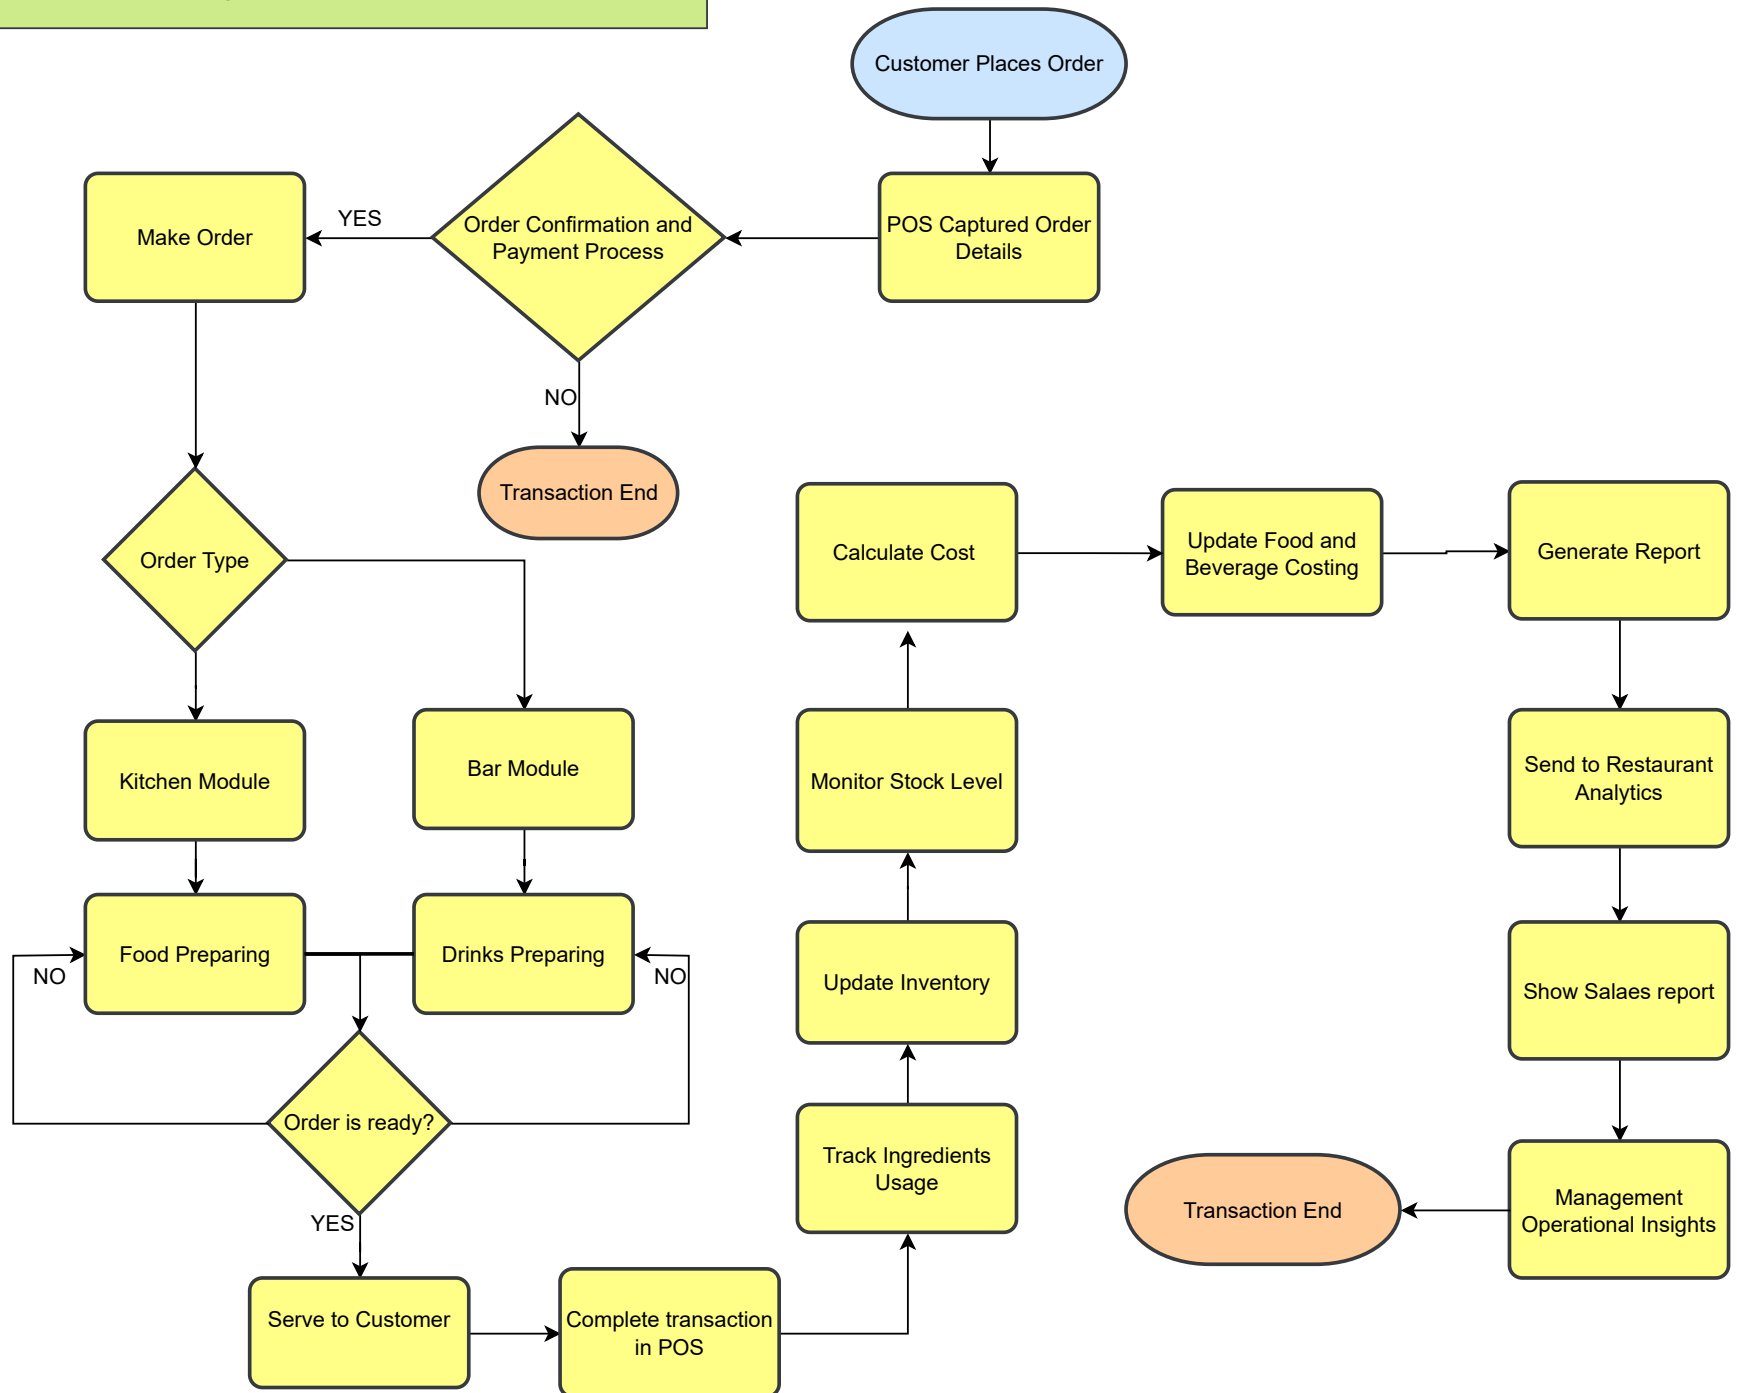 Customer Places Order
POS Captured Order
Details
Order Confirmation and
Payment Process
YES
Make Order
NO
Transaction End
Order Type
Kitchen Module
Bar Module
Food Preparing
Drinks Preparing
NO
NO
Order is ready?
YES
Serve to Customer
Complete transaction
in POS
Track Ingredients
Usage
Update Inventory
Monitor Stock Level
Calculate Cost
Update Food and
Beverage Costing
Generate Report
Send to Restaurant
Analytics
Show Salaes report
Management
Operational Insights
Transaction End